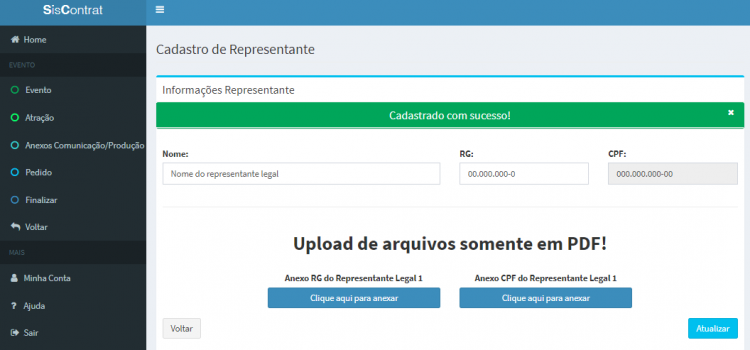 SisContrat
Home
EVENTO
Evento
Atração
Anexos Comunicação/Produção
Pedido
Finalizar
Voltar
MAIS
Minha Conta
? Ajuda
Sair
Cadastro de Representante
Informações Representante
Cadastrado com sucesso! ×
Nome: RG: CPF:
Nome do representante legal 00.000.000-0 000.000.000-00
Upload de arquivos somente em PDF!
Anexo RG do Representante Legal 1 Anexo CPF do Representante Legal 1
Clique aqui para anexar Clique aqui para anexar
Voltar Atualizar